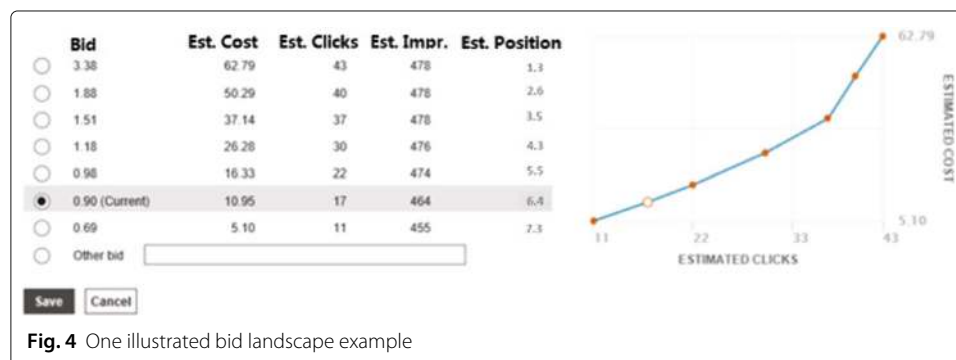 Bid Est. Cost Est. Clicks Est. Impr. Est. Position
3.38 62.79 43 478 1.3
1.88 50.29 40 478 2.6
1.51 37.14 37 478 3.5
1.18 26.28 30 476 4.3
0.98 16.33 22 474 5.5
0.90 (Current) 10.95 17 464 6.4
0.69 5.10 11 455 7.3
Other bid
Save Cancel
62.79
ESTIMATED COST
5.10
11 22 33 43
ESTIMATED CLICKS
Fig. 4 One illustrated bid landscape example